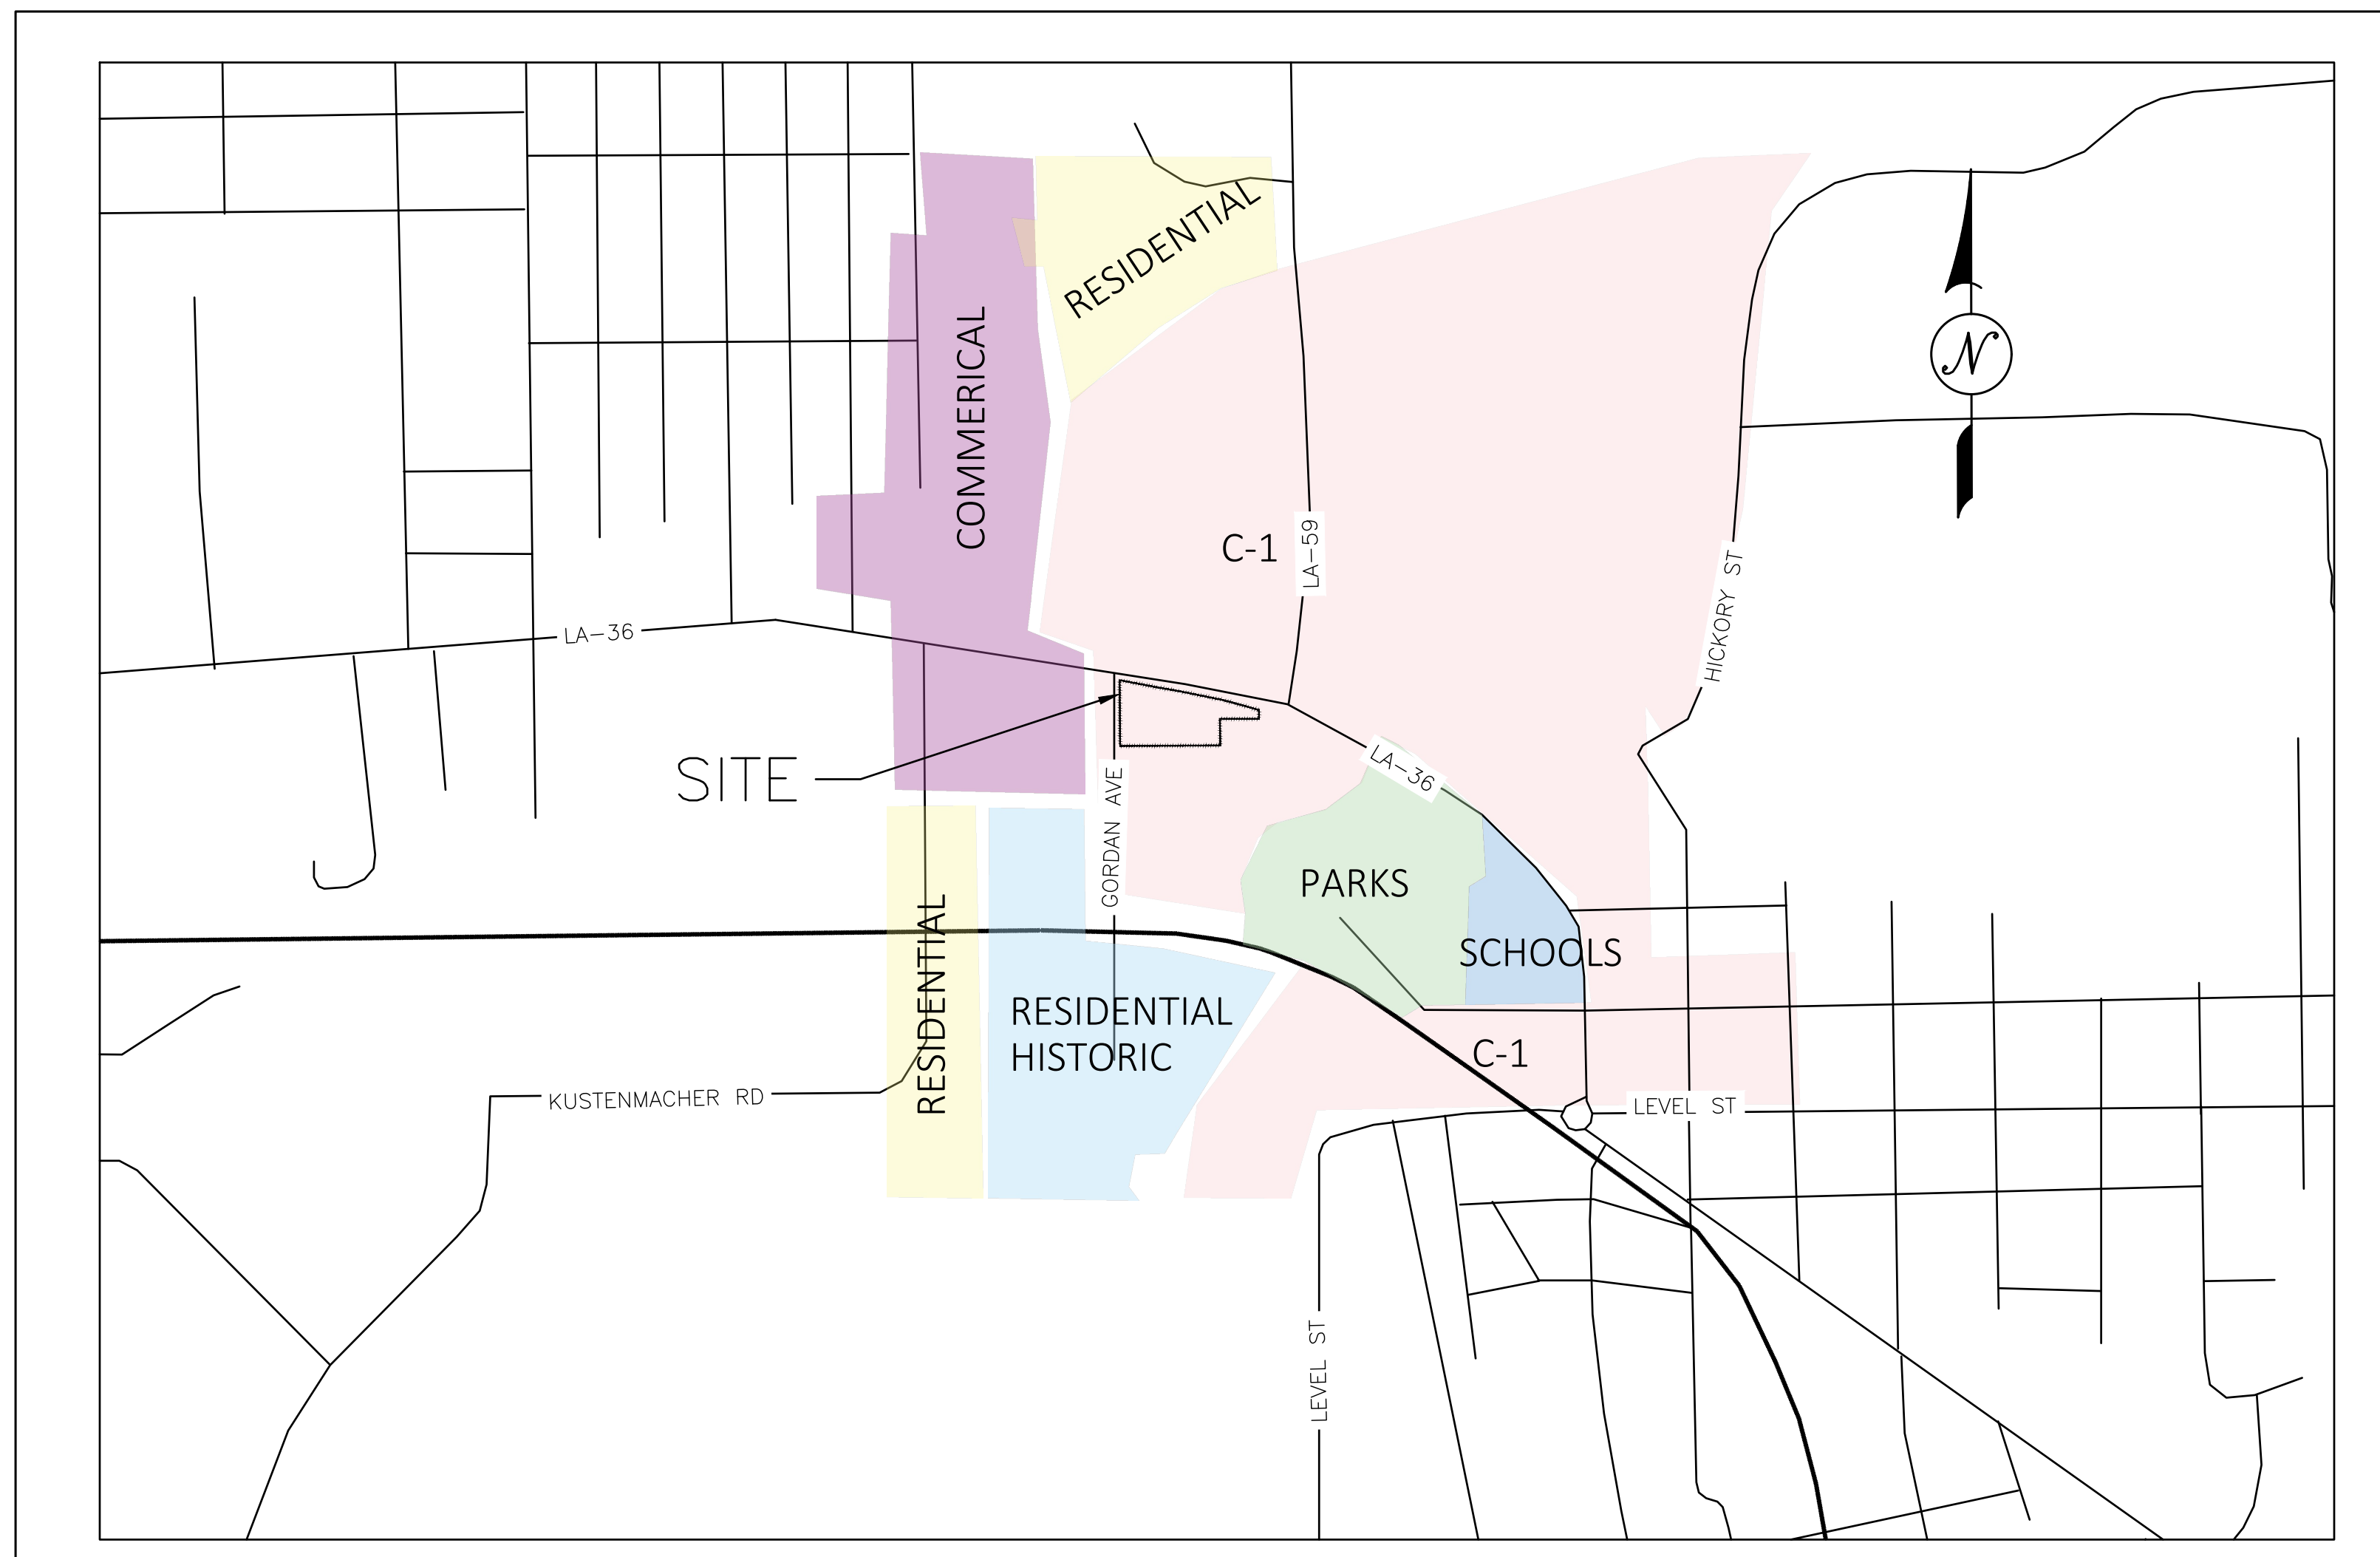 RESIDENTIAL
N
COMMERICAL
C-1
LA-59
HICKORY ST
LA-36
SITE
LA-36
GORDAN AVE
PARKS
SCHOOLS
RESIDENTIAL
RESIDENTIAL
HISTORIC
C-1
KUSTENMACHER RD
LEVEL ST
LEVEL ST